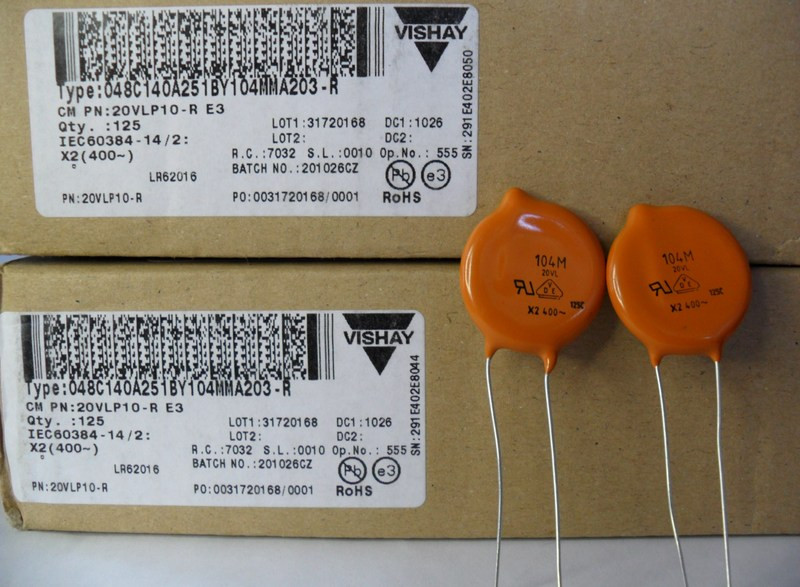 VISHAY
Type:048C140A251BY104MMA203-R
CM PN:20VLP10-R E3
Qty. :125 LOT1:31720168 DC1:1026
IEC60384-14/2: LOT2: DC2:
X2(400~) R.C.:7032 S.L.:0010 Op.No.: 555
BATCH NO.:201026CZ
LR62016 Pb e3
PN:20VLP10-R PO:0031720168/0001 RoHS
SN:291E402E8050
104M
20VL
VDE
125C
X2 400~
104M
20VL
VDE
125C
X2 400~
VISHAY
Type:048C140A251BY104MMA203-R
CM PN:20VLP10-R E3
Qty. :125 LOT1:31720168 DC1:1026
IEC60384-14/2: LOT2: DC2:
X2(400~) R.C.:7032 S.L.:0010 Op.No.: 555
BATCH NO.:201026CZ
LR62016 Pb e3
PN:20VLP10-R PO:0031720168/0001 RoHS
SN:291E402E8044